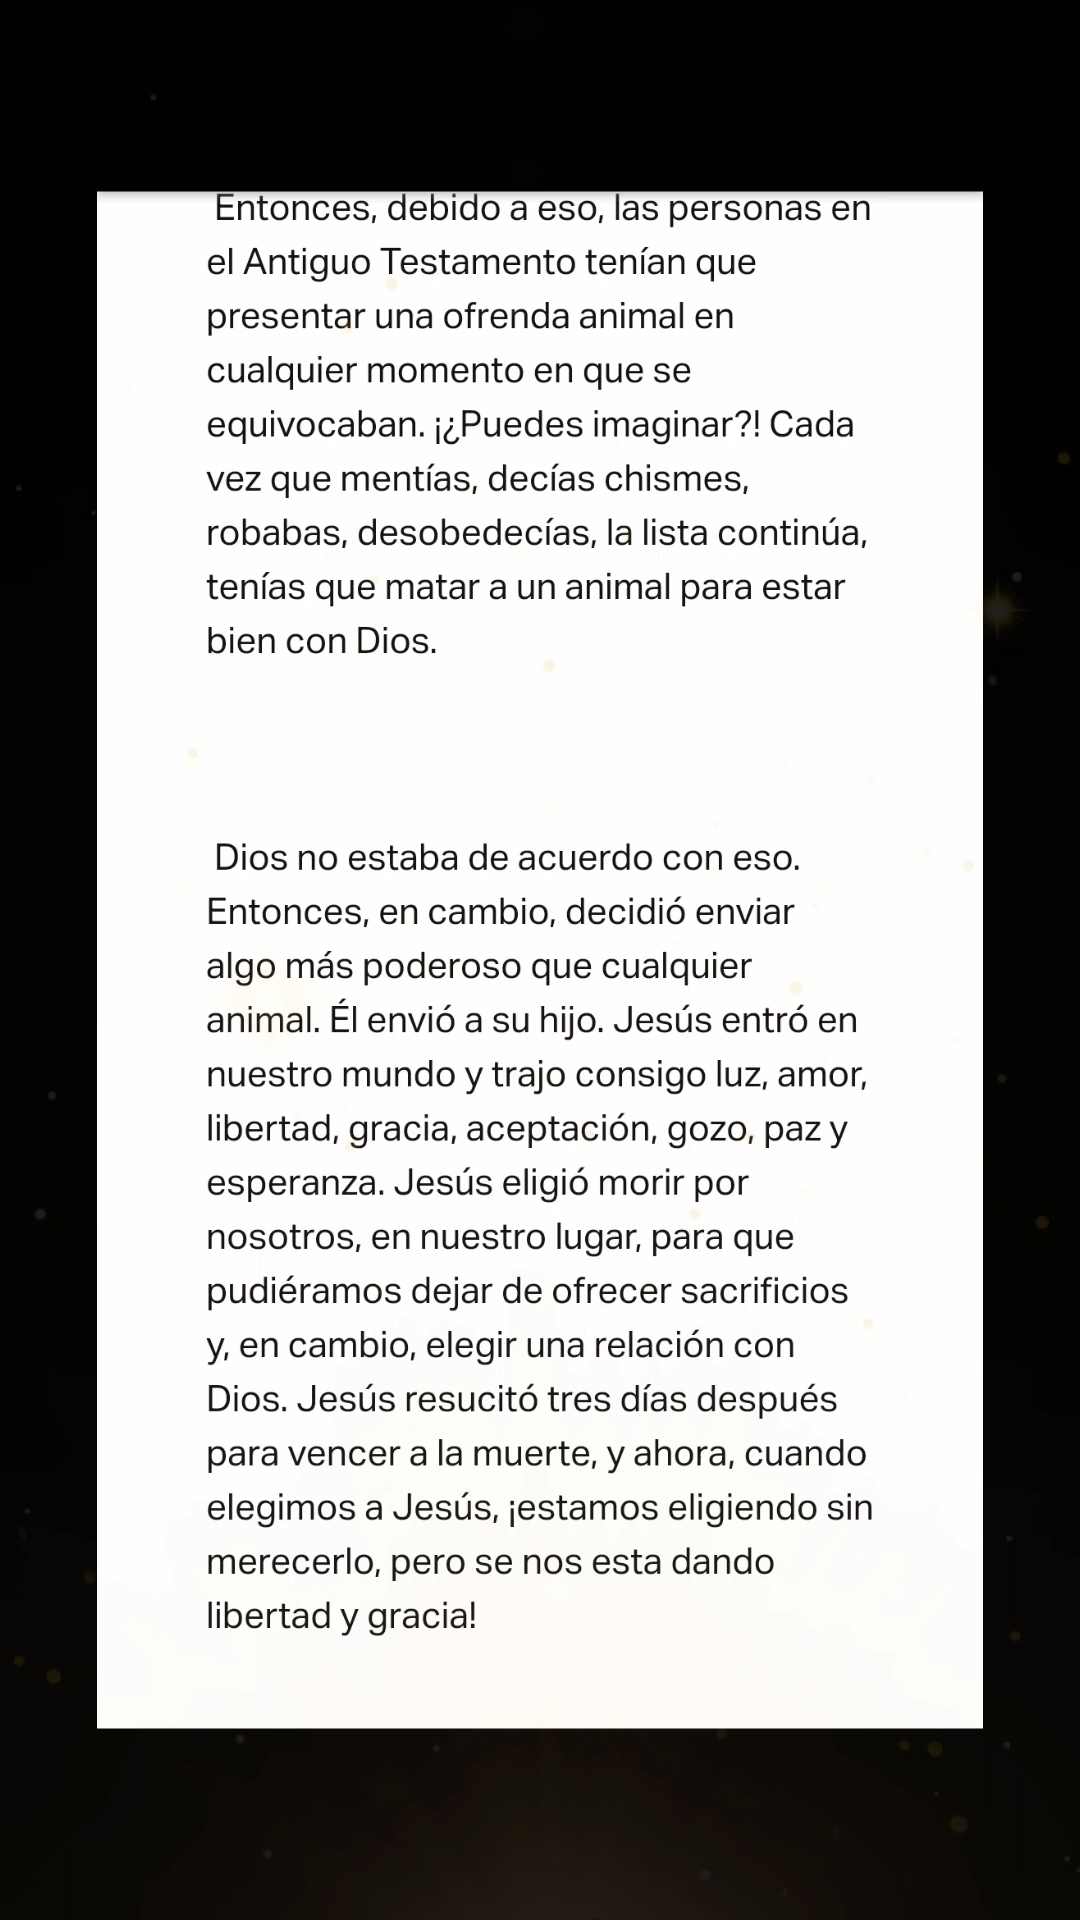 Entonces, debido a eso, las personas en
el Antiguo Testamento tenían que
presentar una ofrenda animal en
cualquier momento en que se
equivocaban. ¡¿Puedes imaginar?! Cada
vez que mentías, decías chismes,
robabas, desobedecías, la lista continúa,
tenías que matar a un animal para estar
bien con Dios.
Dios no estaba de acuerdo con eso.
Entonces, en cambio, decidió enviar
algo más poderoso que cualquier
animal. Él envió a su hijo. Jesús entró en
nuestro mundo y trajo consigo luz, amor,
libertad, gracia, aceptación, gozo, paz y
esperanza. Jesús eligió morir por
nosotros, en nuestro lugar, para que
pudiéramos dejar de ofrecer sacrificios
y, en cambio, elegir una relación con
Dios. Jesús resucitó tres días después
para vencer a la muerte, y ahora, cuando
elegimos a Jesús, ¡estamos eligiendo sin
merecerlo, pero se nos esta dando
libertad y gracia!